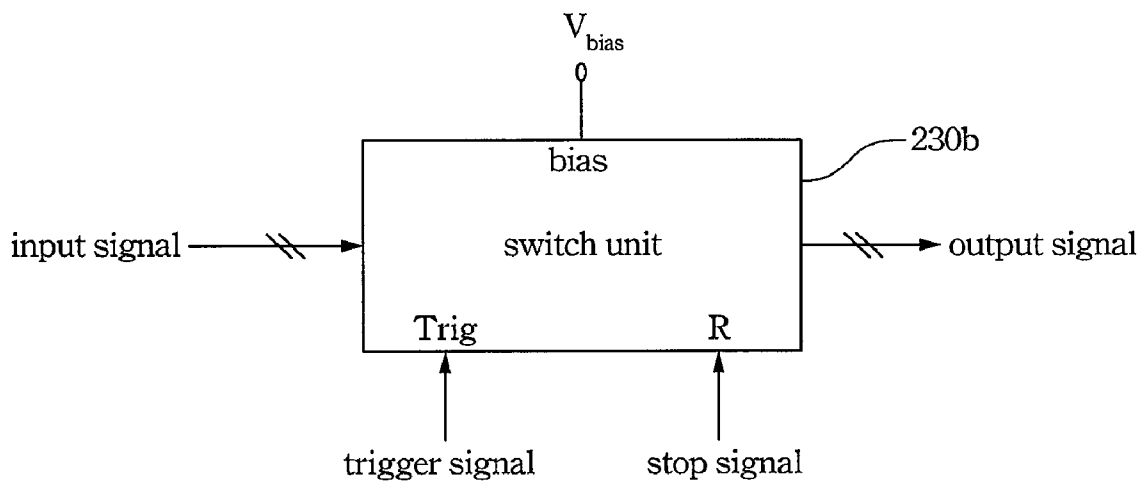 V_bias
230b
bias
input signal
switch unit
output signal
Trig
R
trigger signal
stop signal